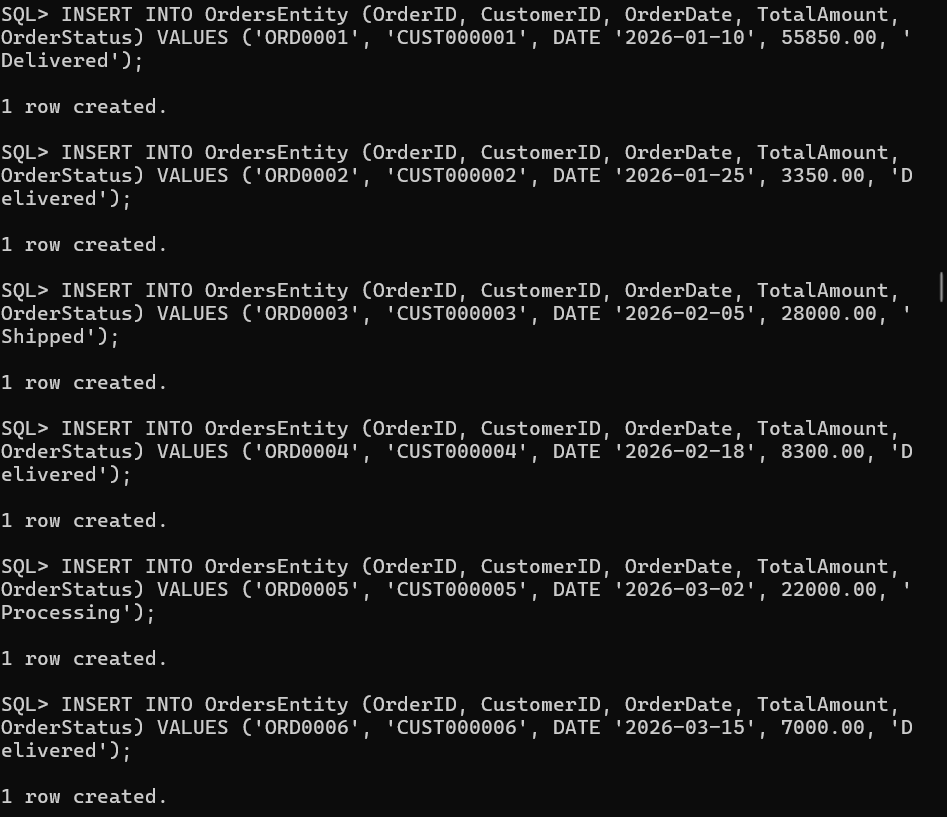 SQL> INSERT INTO OrdersEntity (OrderID, CustomerID, OrderDate, TotalAmount,
OrderStatus) VALUES ('ORD0001', 'CUST000001', DATE '2026-01-10', 55850.00, '
Delivered');
1 row created.
SQL> INSERT INTO OrdersEntity (OrderID, CustomerID, OrderDate, TotalAmount,
OrderStatus) VALUES ('ORD0002', 'CUST000002', DATE '2026-01-25', 3350.00, 'D
elivered');
1 row created.
SQL> INSERT INTO OrdersEntity (OrderID, CustomerID, OrderDate, TotalAmount,
OrderStatus) VALUES ('ORD0003', 'CUST000003', DATE '2026-02-05', 28000.00, '
Shipped');
1 row created.
SQL> INSERT INTO OrdersEntity (OrderID, CustomerID, OrderDate, TotalAmount,
OrderStatus) VALUES ('ORD0004', 'CUST000004', DATE '2026-02-18', 8300.00, 'D
elivered');
1 row created.
SQL> INSERT INTO OrdersEntity (OrderID, CustomerID, OrderDate, TotalAmount,
OrderStatus) VALUES ('ORD0005', 'CUST000005', DATE '2026-03-02', 22000.00, '
Processing');
1 row created.
SQL> INSERT INTO OrdersEntity (OrderID, CustomerID, OrderDate, TotalAmount,
OrderStatus) VALUES ('ORD0006', 'CUST000006', DATE '2026-03-15', 7000.00, 'D
elivered');
1 row created.